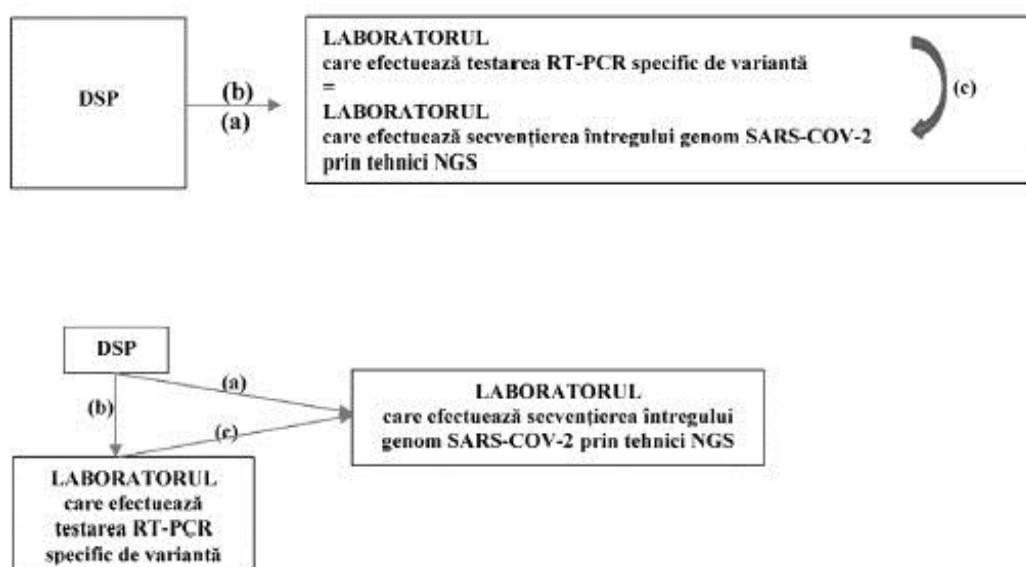 DSP
(b)
(a)
LABORATORUL
care efectuează testarea RT-PCR specific de variantă
=
LABORATORUL
care efectuează secvențierea întregului genom SARS-COV-2
prin tehnici NGS
(c)
DSP
(a)
(b)
(c)
LABORATORUL
care efectuează secvențierea întregului
genom SARS-COV-2 prin tehnici NGS
LABORATORUL
care efectuează
testarea RT-PCR
specific de variantă